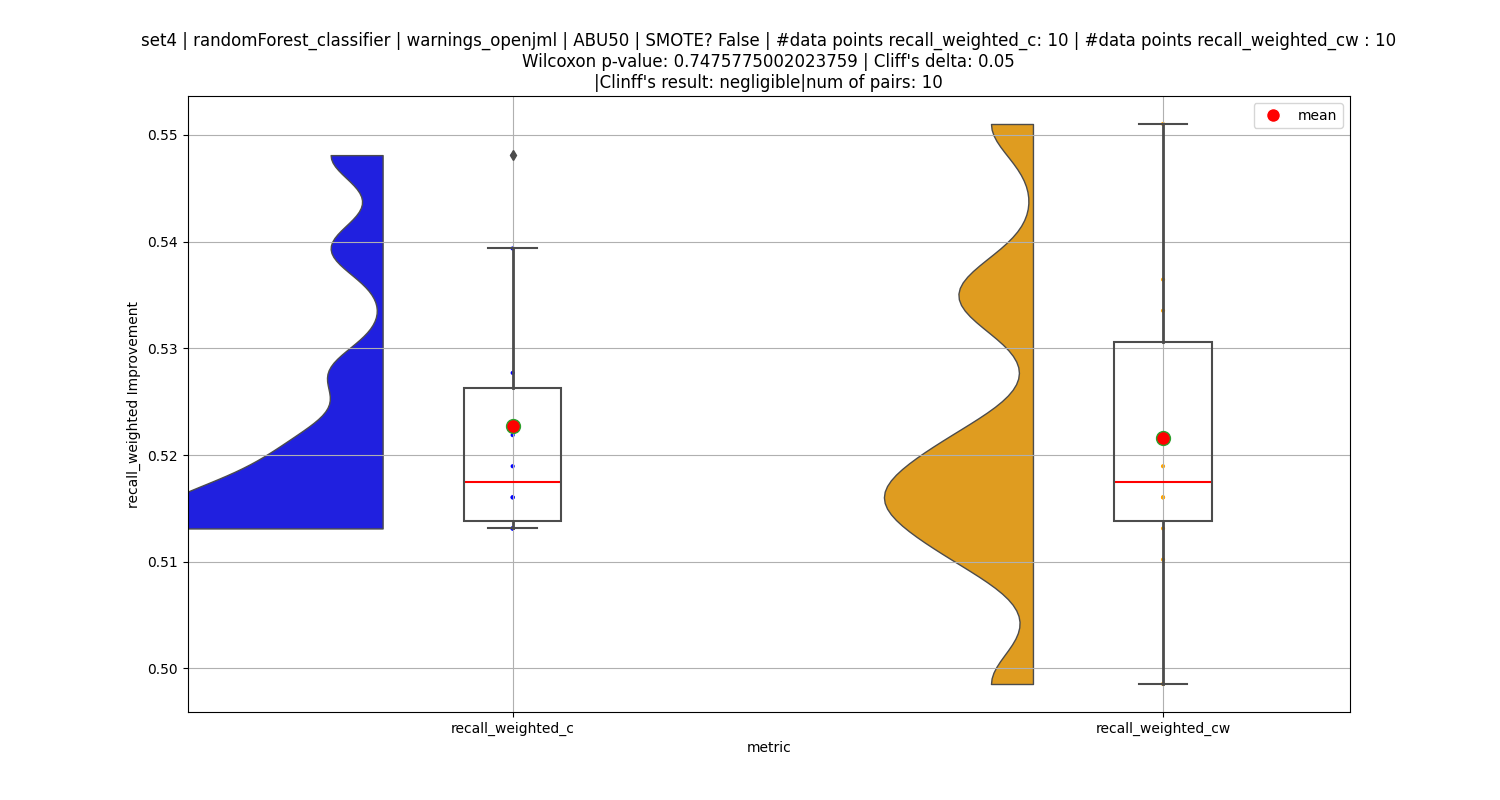 set4 | randomForest_classifier | warnings_openjml | ABU50 | SMOTE? False | #data points recall_weighted_c: 10 | #data points recall_weighted_cw : 10
Wilcoxon p-value: 0.7475775002023759 | Cliff's delta: 0.05
|Clinff's result: negligible|num of pairs: 10
mean
0.55
0.54
0.53
0.52
0.51
0.50
recall_weighted Improvement
recall_weighted_c
recall_weighted_cw
metric